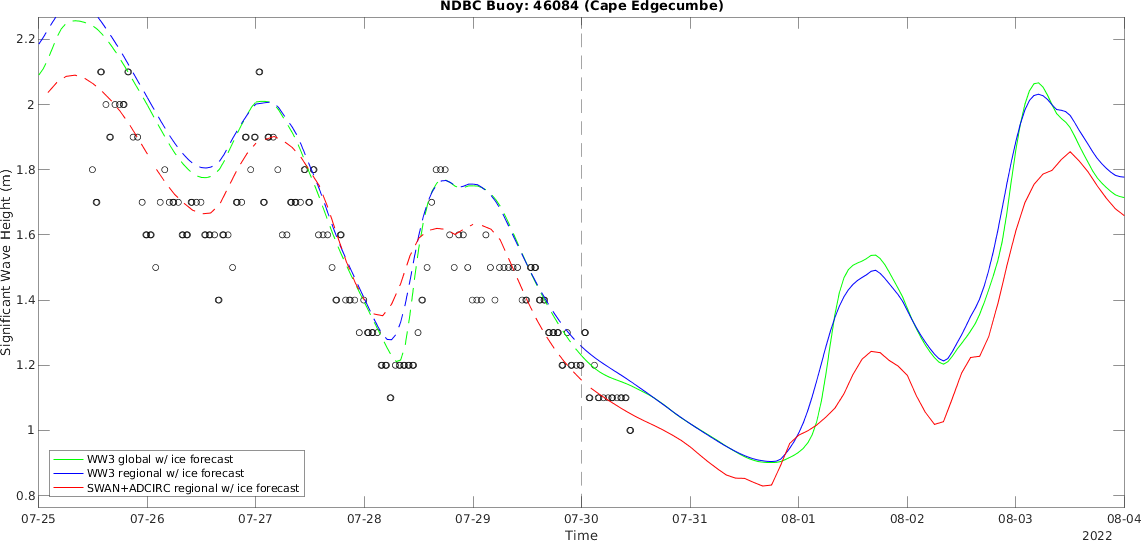 NDBC Buoy: 46084 (Cape Edgecumbe)
Significant Wave Height (m)
2.2
2
1.8
1.6
1.4
1.2
1
0.8
WW3 global w/ ice forecast
WW3 regional w/ ice forecast
SWAN+ADCIRC regional w/ ice forecast
07-25 07-26 07-27 07-28 07-29 07-30 07-31 08-01 08-02 08-03 08-04
Time
2022